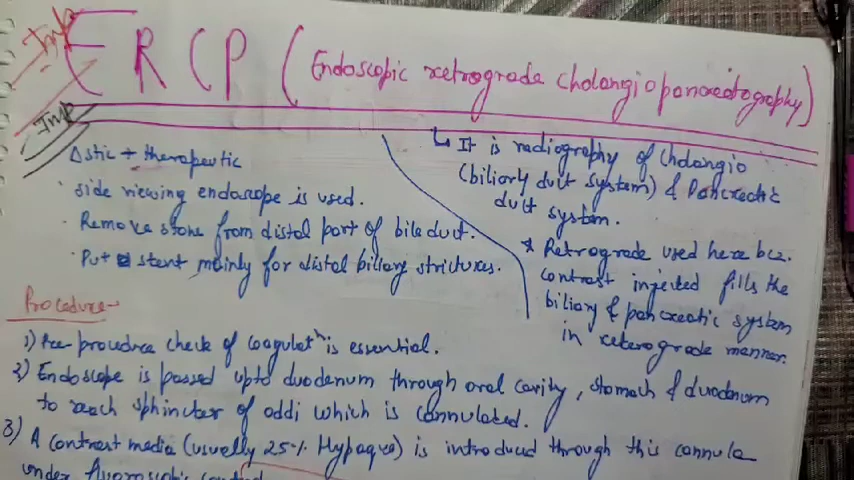 Imp
ERCP (Endoscopic retrograde cholangiopancreatography)
Imp
Δstic + therapeutic
· side viewing endoscope is used.
· Remove stone from distal part of bile duct.
· Put stent mainly for distal biliary strictures.
↳ It is radiography of Cholangio
(biliary duct system) & Pancreatic
duct system.
* Retrograde used here bcz.
contrast injected fills the
biliary & pancreatic system
in reterograde manner.
Procedure→
1) Pre-procedure check of coagulatⁿ is essential.
2) Endoscope is passed upto duodenum through oral cavity, stomach & duodenum
to reach sphincter of oddi which is cannulated.
3) A contrast media (usually 25% Hypaque) is introduced through this cannula
under